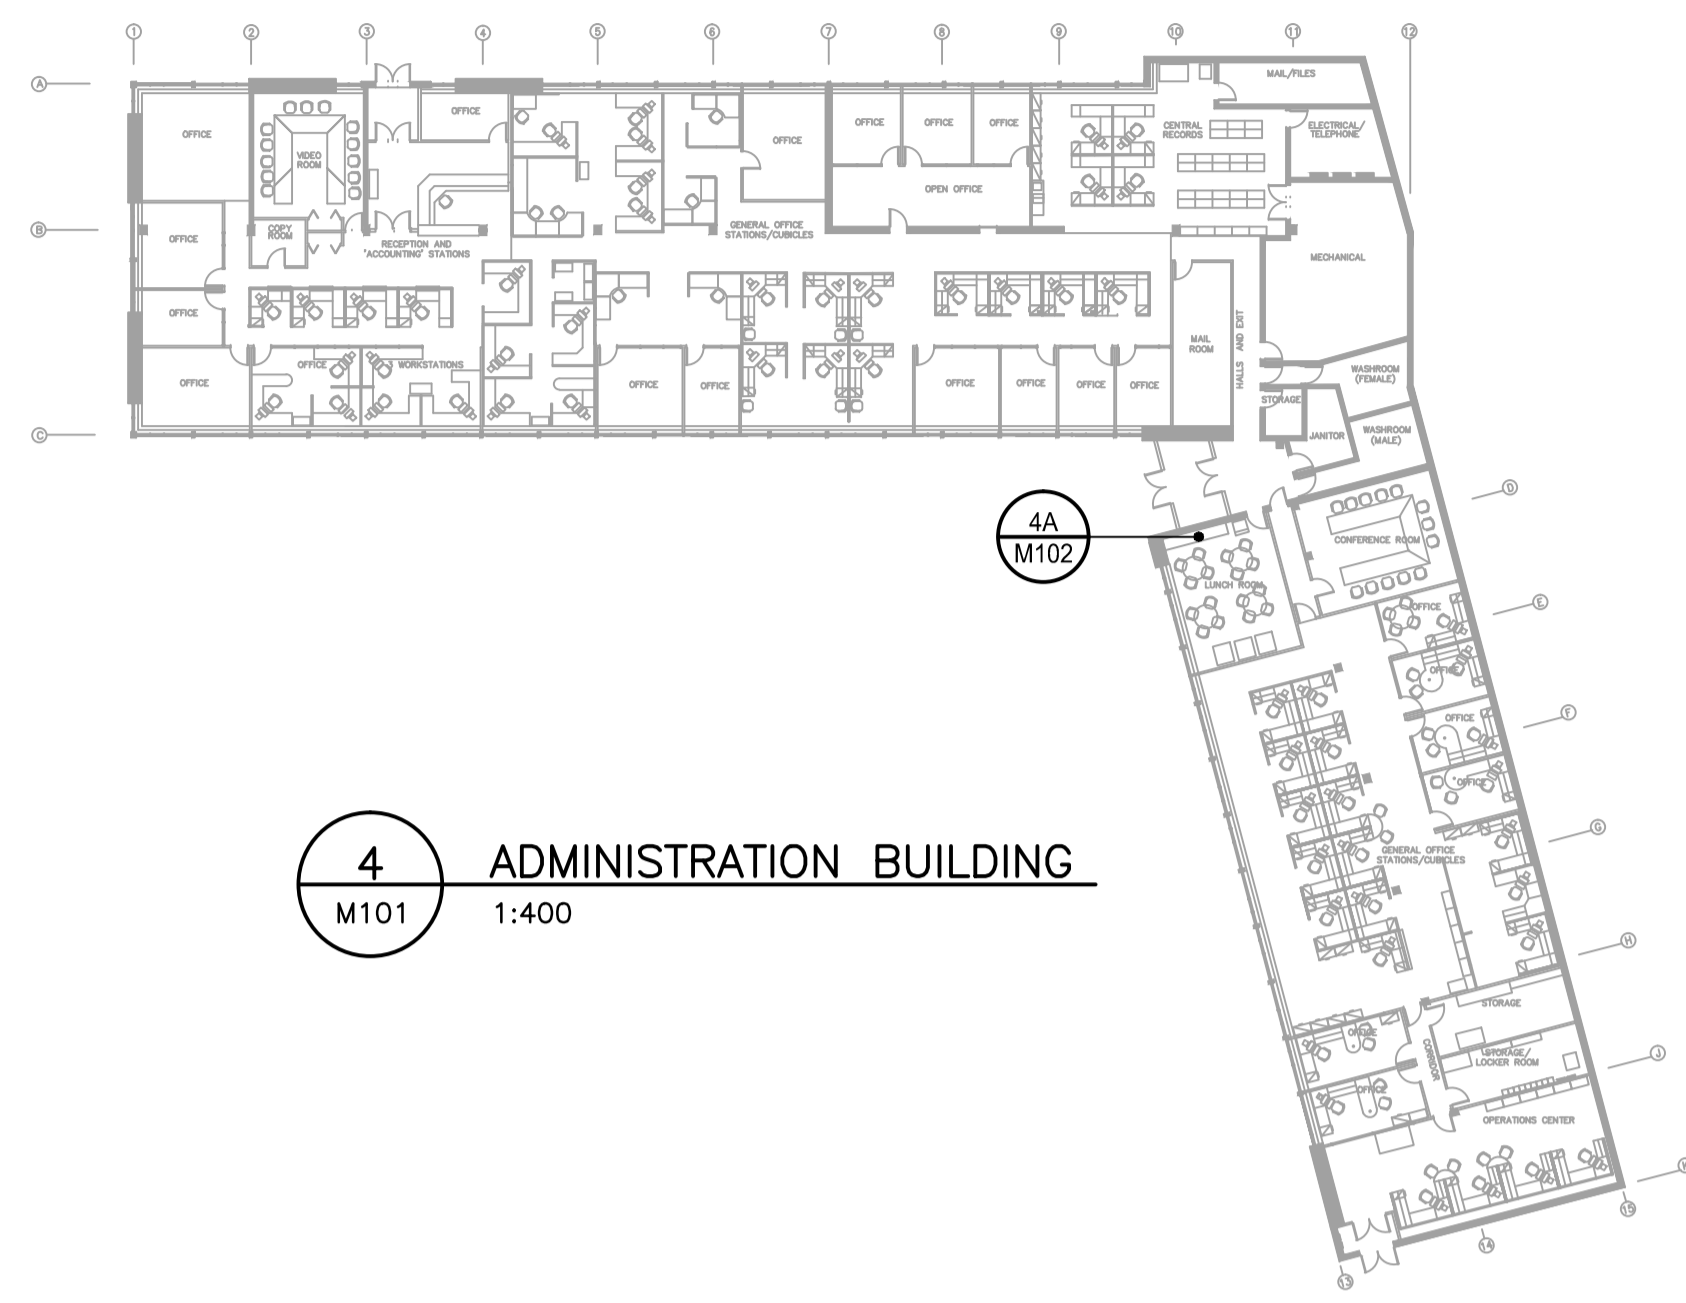 1 2 3 4 5 6 7 8 9 10 11 12
A
MAIL/FILES
OFFICE
OFFICE
OFFICE
OFFICE
OFFICE
CENTRAL
RECORDS
ELECTRICAL/
TELEPHONE
OFFICE
OFFICE
VIDEO
ROOM
OPEN OFFICE
B
COPY
ROOM
GENERAL OFFICE
STATIONS/CUBICLES
OFFICE
RECEPTION AND
'ACCOUNTING' STATIONS
MECHANICAL
OFFICE
MAIL
ROOM
HALLS AND EXIT
OFFICE
3 WORKSTATIONS
WASHROOM
(FEMALE)
OFFICE
OFFICE
OFFICE
OFFICE
OFFICE
OFFICE
OFFICE
STORAGE
C
JANITOR
WASHROOM
(MALE)
D
4A
M102
CONFERENCE ROOM
LUNCH ROOM
E
OFFICE
OFFICE
F
OFFICE
OFFICE
G
GENERAL OFFICE
STATIONS/CUBICLES
4
ADMINISTRATION BUILDING
M101
1:400
H
STORAGE
OFFICE
CORRIDOR
STORAGE/
LOCKER ROOM
J
OFFICE
OPERATIONS CENTER
K
15
14
13